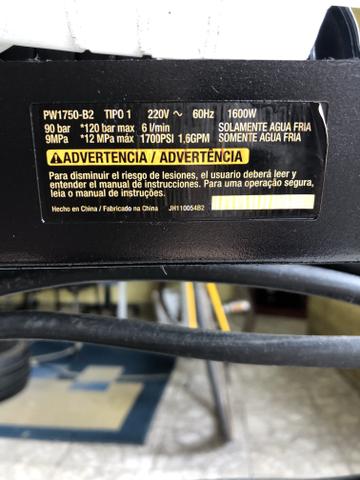 PW1750-B2 TIPO 1 220V ~ 60Hz 1600W
90 bar *120 bar max 6 l/min SOLAMENTE AGUA FRIA
9MPa *12 MPa máx 1700PSI 1,6GPM SOMENTE AGUA FRIA
⚠ADVERTENCIA / ADVERTÊNCIA
Para disminuir el riesgo de lesiones, el usuario deberá leer y
entender el manual de instrucciones. Para uma operação segura,
leia o manual de instruções.
Hecho en China / Fabricado na China JH110054B2